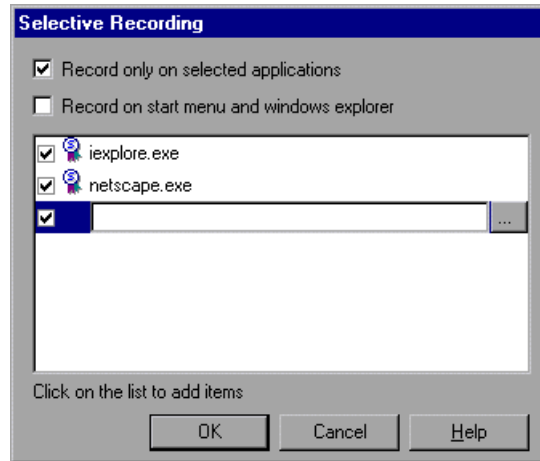 Selective Recording
Record only on selected applications
Record on start menu and windows explorer
iexplore.exe
netscape.exe
...
Click on the list to add items
OK Cancel Help